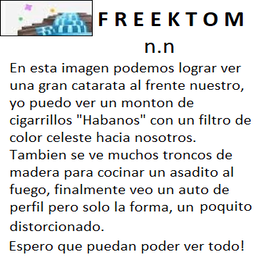 FREEKTOM
n.n
En esta imagen podemos lograr ver
una gran catarata al frente nuestro,
yo puedo ver un monton de
cigarrillos "Habanos" con un filtro de
color celeste hacia nosotros.
Tambien se ve muchos troncos de
madera para cocinar un asadito al
fuego, finalmente veo un auto de
perfil pero solo la forma, un poquito
distorcionado.
Espero que puedan poder ver todo!